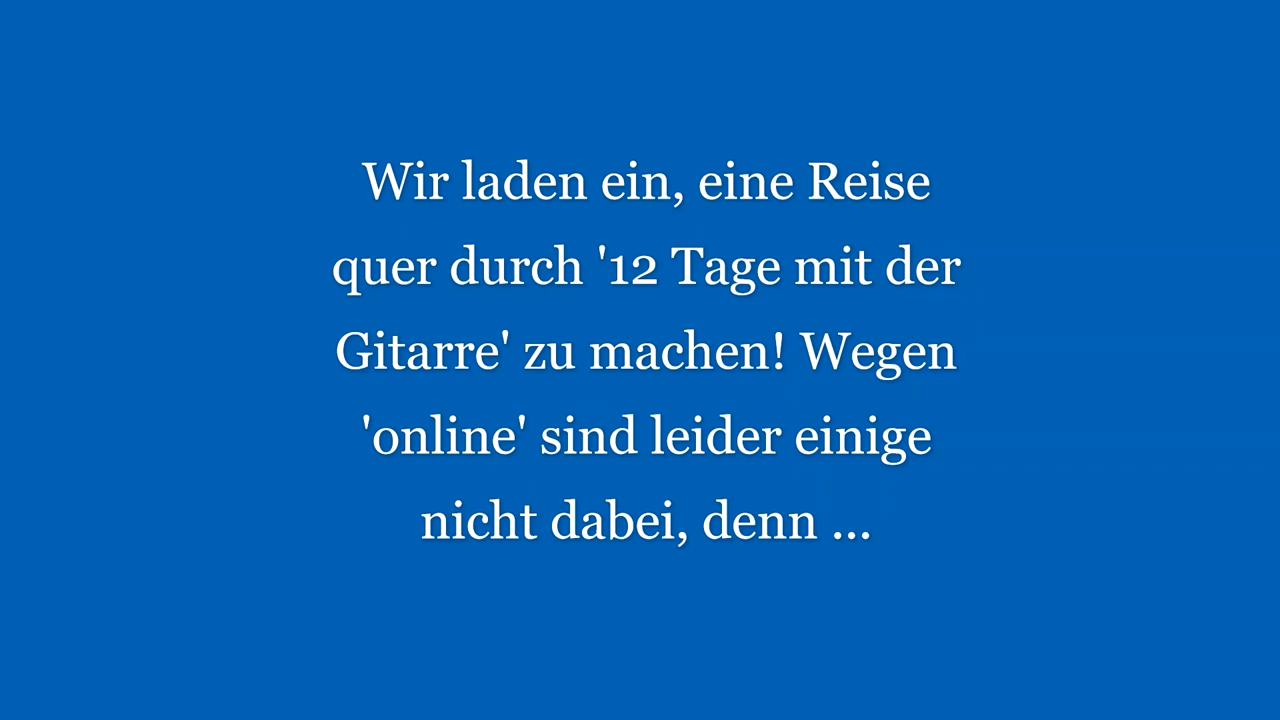 Wir laden ein, eine Reise
quer durch '12 Tage mit der
Gitarre' zu machen! Wegen
'online' sind leider einige
nicht dabei, denn ...